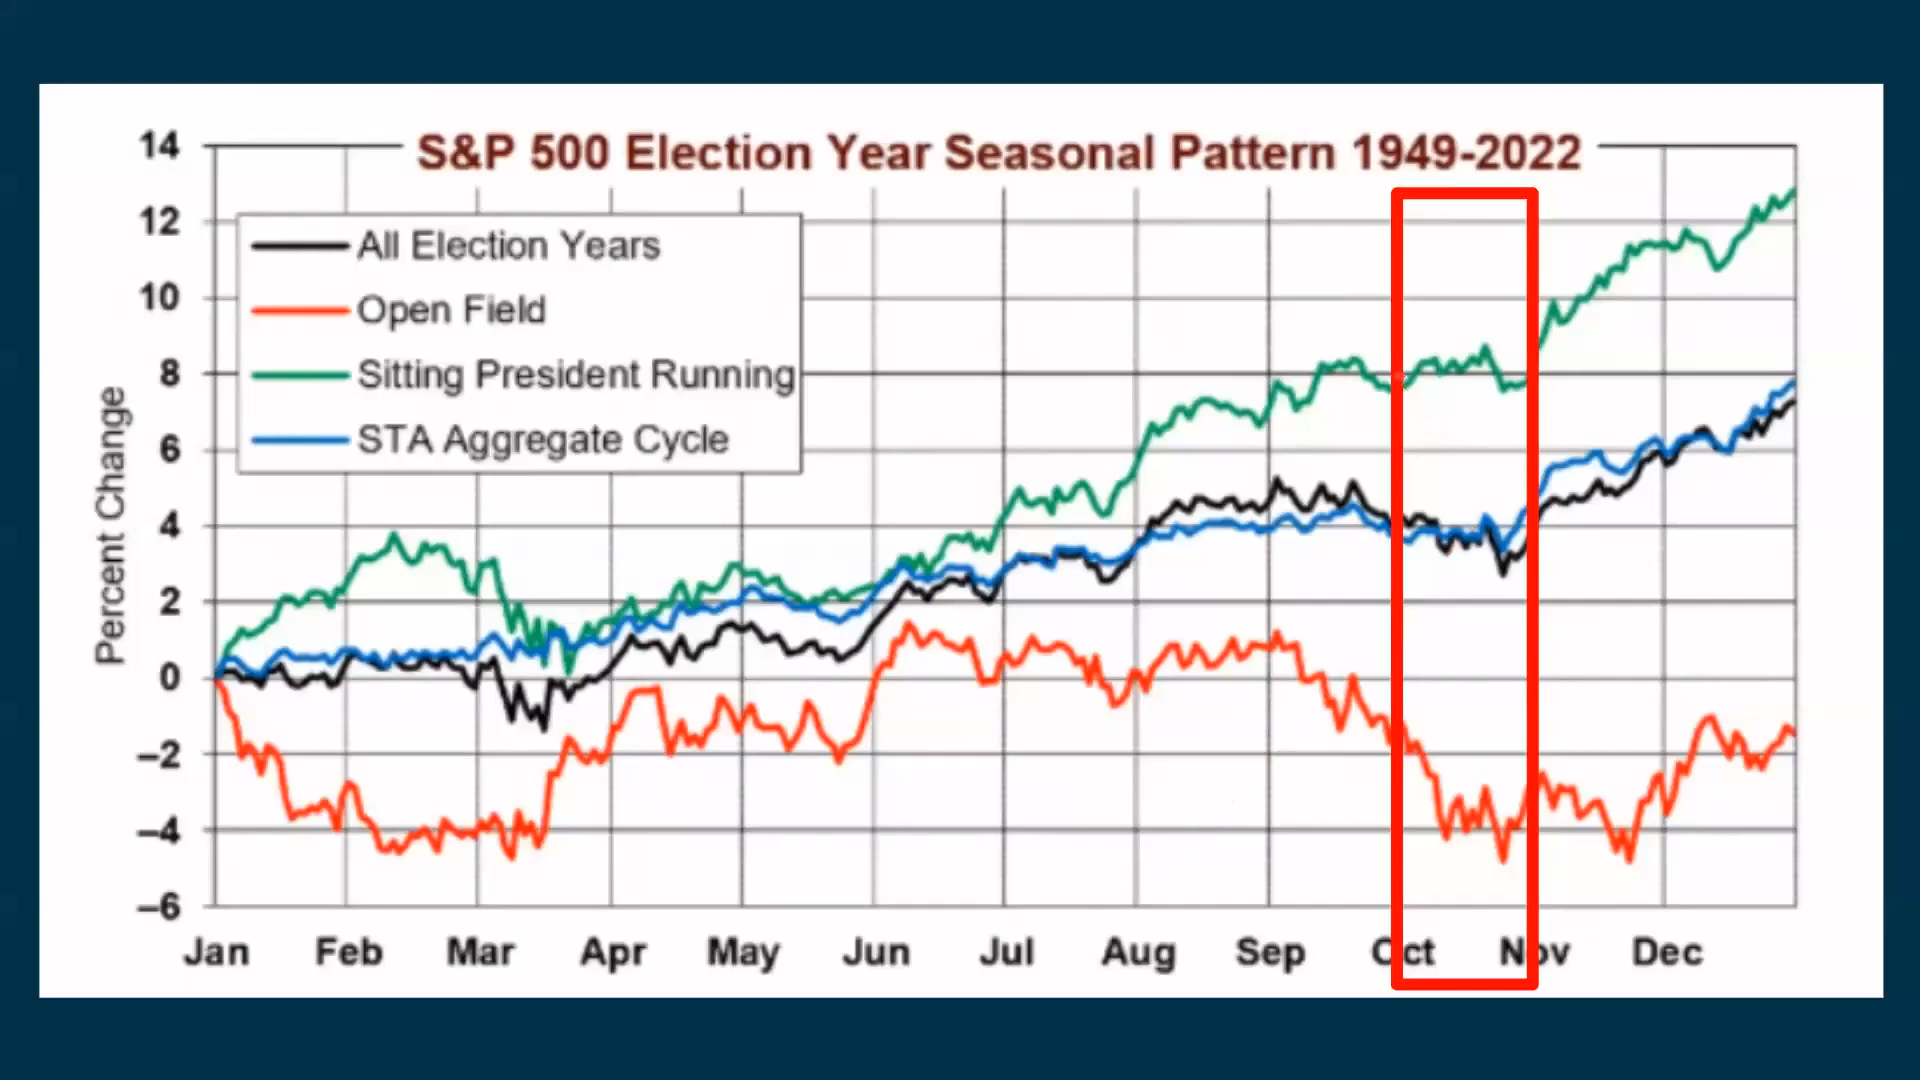 S&P 500 Election Year Seasonal Pattern 1949-2022
14
12
10
8
6
4
2
0
–2
–4
–6
Percent Change
All Election Years
Open Field
Sitting President Running
STA Aggregate Cycle
Jan Feb Mar Apr May Jun Jul Aug Sep Oct Nov Dec